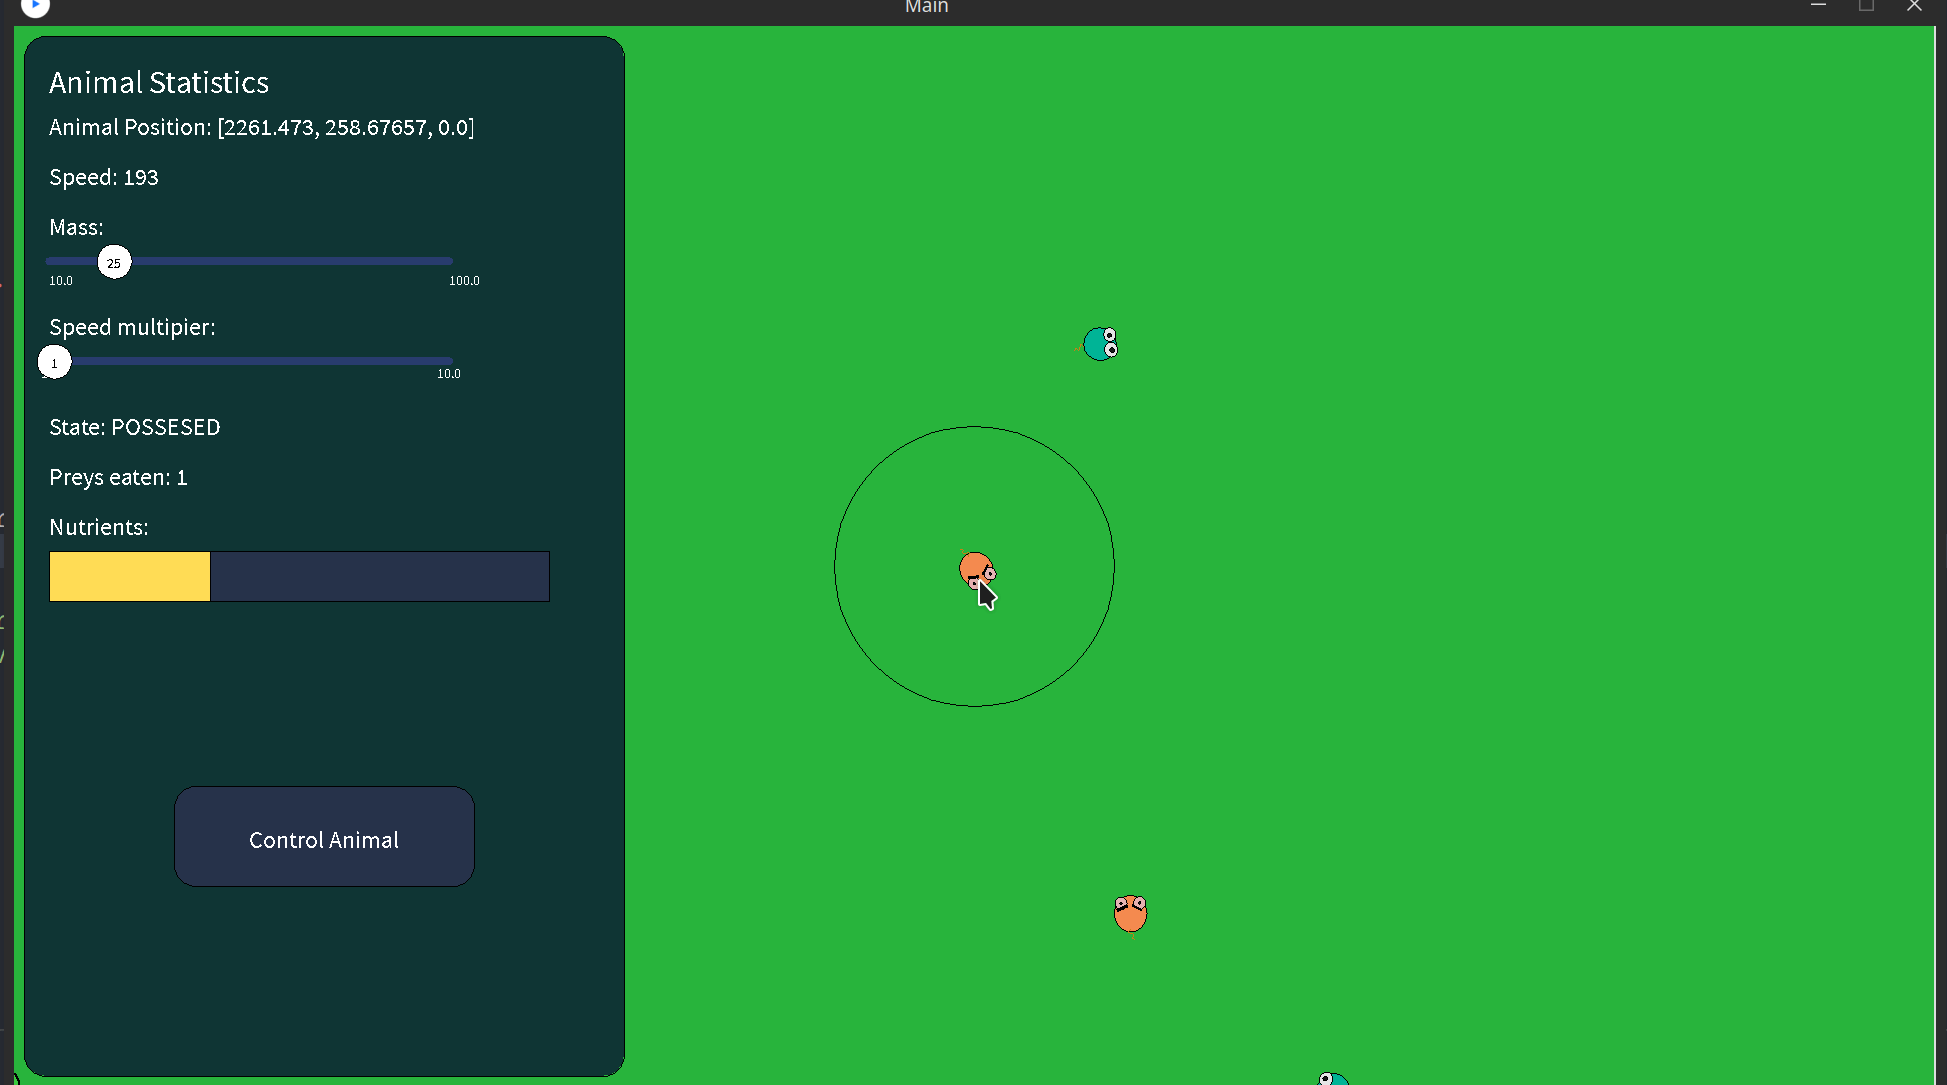 Main
Animal Statistics
Animal Position: [2261.473, 258.67657, 0.0]
Speed: 193
Mass:
25
10.0 100.0
Speed multipier:
1
10.0
State: POSSESED
Preys eaten: 1
Nutrients:
Control Animal